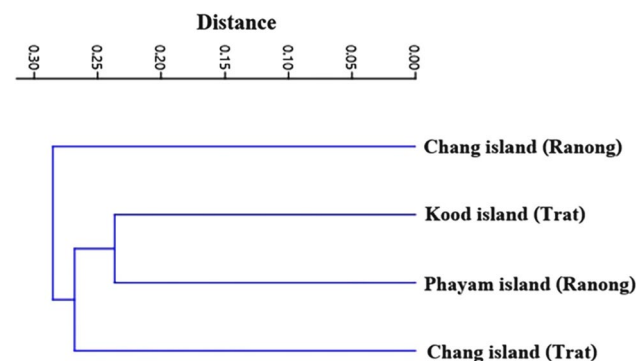 Distance
0.30 0.25 0.20 0.15 0.10 0.05 0.00
Chang island (Ranong)
Kood island (Trat)
Phayam island (Ranong)
Chang island (Trat)